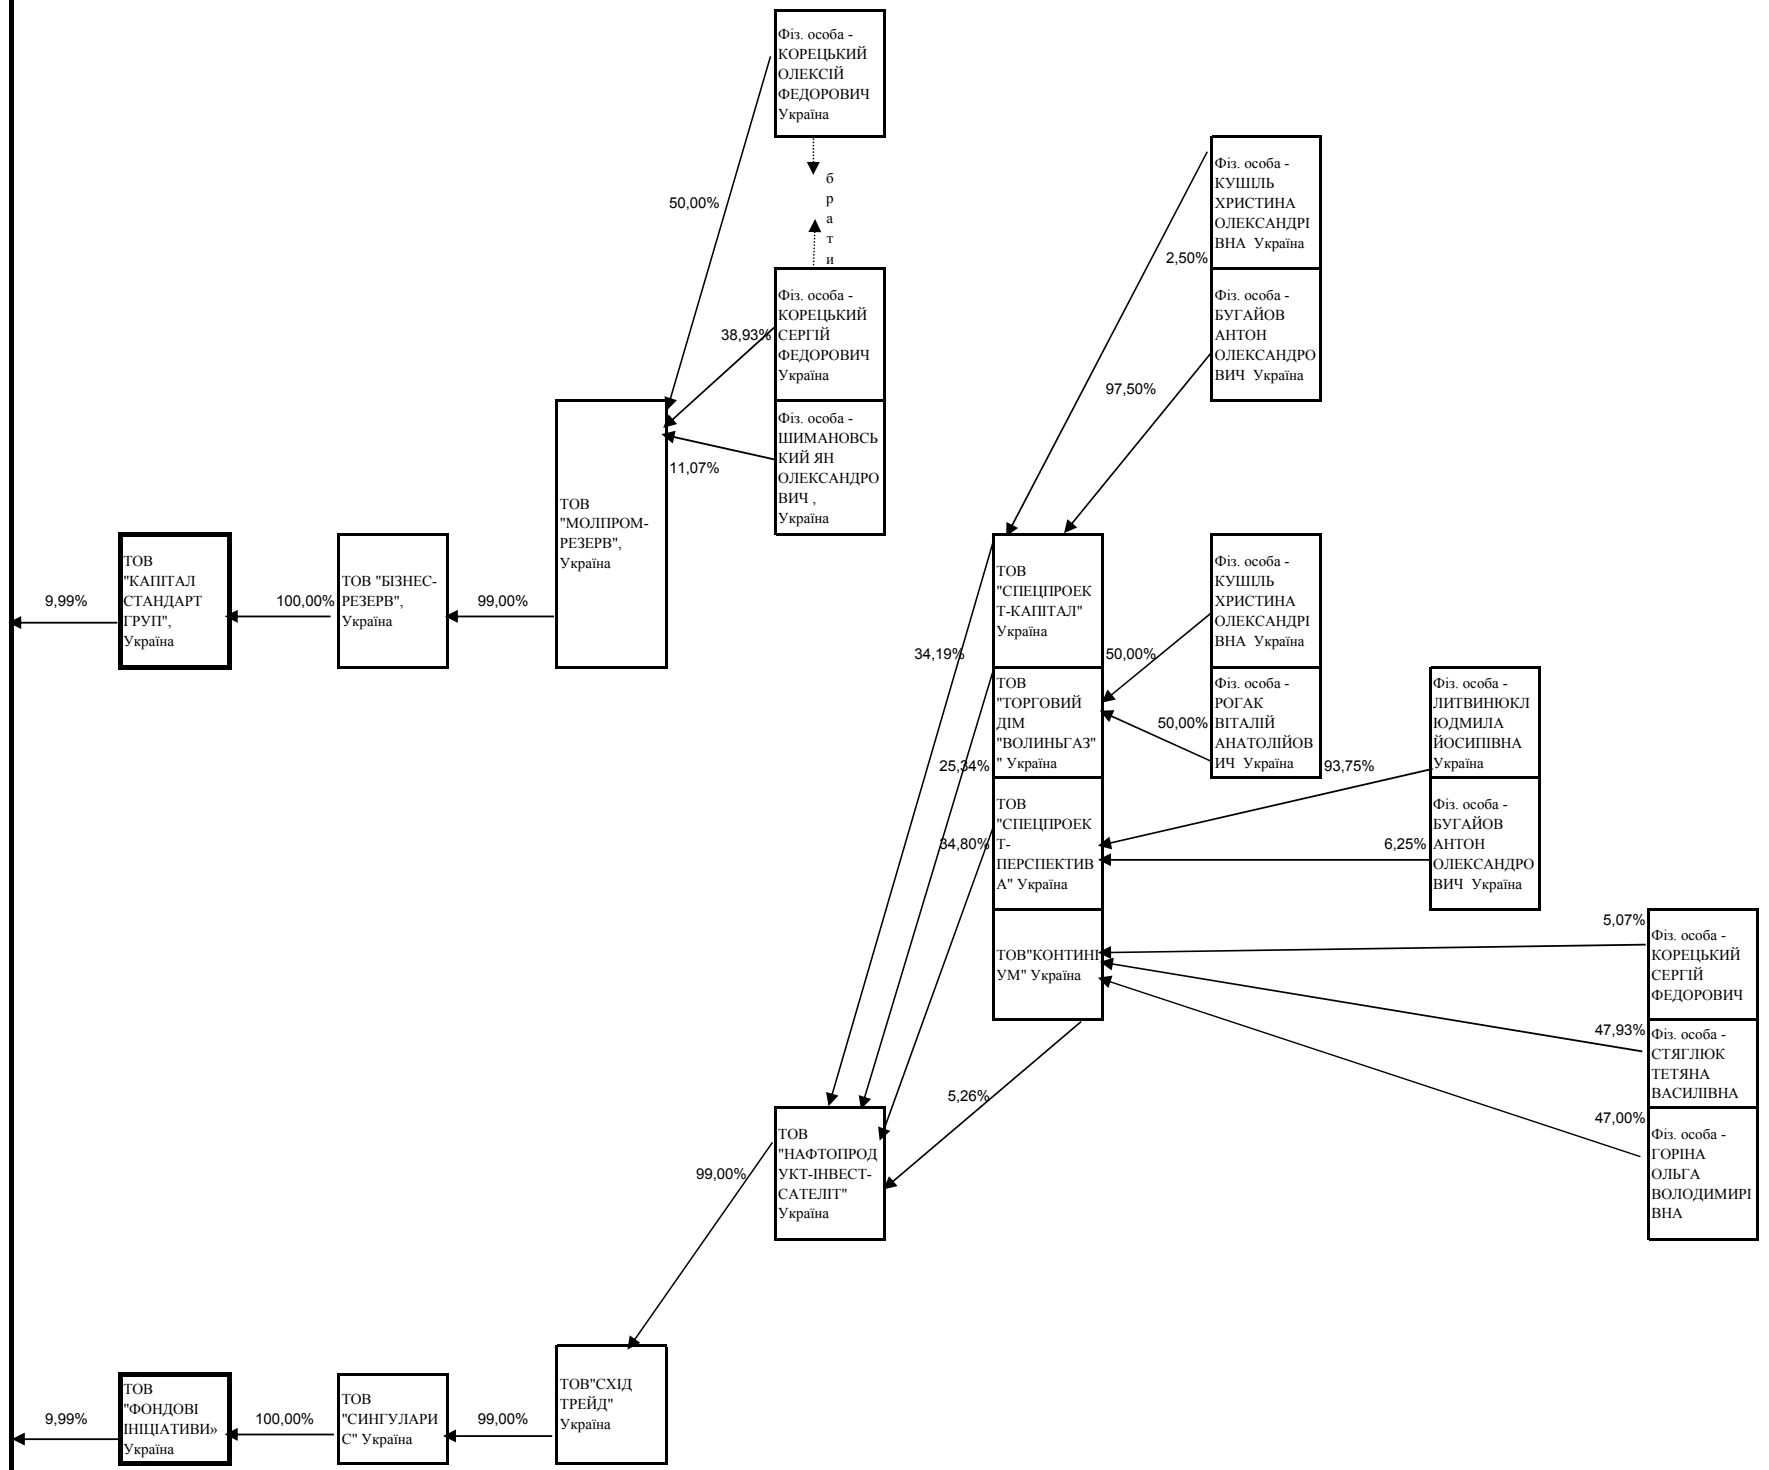 Фіз. особа -
КОРЕЦЬКИЙ
ОЛЕКСІЙ
ФЕДОРОВИЧ
Україна
б
р
а
т
и
50,00%
Фіз. особа -
КОРЕЦЬКИЙ
СЕРГІЙ
ФЕДОРОВИЧ
Україна
38,93%
Фіз. особа -
ШИМАНОВСЬ
КИЙ ЯН
ОЛЕКСАНДРО
ВИЧ ,
Україна
11,07%
ТОВ
"МОЛПРОМ-
РЕЗЕРВ",
Україна
99,00%
ТОВ "БІЗНЕС-
РЕЗЕРВ",
Україна
100,00%
ТОВ
"КАПІТАЛ
СТАНДАРТ
ГРУП",
Україна
9,99%
Фіз. особа -
КУШІЛЬ
ХРИСТИНА
ОЛЕКСАНДРІ
ВНА Україна
2,50%
Фіз. особа -
БУГАЙОВ
АНТОН
ОЛЕКСАНДРО
ВИЧ Україна
97,50%
ТОВ
"СПЕЦПРОЕК
Т-КАПІТАЛ"
Україна
34,19%
Фіз. особа -
КУШІЛЬ
ХРИСТИНА
ОЛЕКСАНДРІ
ВНА Україна
50,00%
Фіз. особа -
РОГАК
ВІТАЛІЙ
АНАТОЛІЙОВ
ИЧ Україна
50,00%
ТОВ
"ТОРГОВИЙ
ДІМ
"ВОЛИНЬГАЗ"
" Україна
25,34%
Фіз. особа -
ЛИТВИНЮКЛ
ЮДМИЛА
ЙОСИПІВНА
Україна
93,75%
Фіз. особа -
БУГАЙОВ
АНТОН
ОЛЕКСАНДРО
ВИЧ Україна
6,25%
ТОВ
"СПЕЦПРОЕК
Т-
ПЕРСПЕКТИВ
А" Україна
34,80%
ТОВ"КОНТИНІ
УМ" Україна
5,26%
5,07%
Фіз. особа -
КОРЕЦЬКИЙ
СЕРГІЙ
ФЕДОРОВИЧ
47,93%
Фіз. особа -
СТЯГЛЮК
ТЕТЯНА
ВАСИЛІВНА
47,00%
Фіз. особа -
ГОРІНА
ОЛЬГА
ВОЛОДИМИРІ
ВНА
ТОВ
"НАФТОПРОД
УКТ-ІНВЕСТ-
САТЕЛІТ"
Україна
99,00%
ТОВ"СХІД
ТРЕЙД"
Україна
99,00%
ТОВ
"СИНГУЛАРИ
С" Україна
100,00%
ТОВ
"ФОНДОВІ
ІНІЦІАТИВИ»
Україна
9,99%